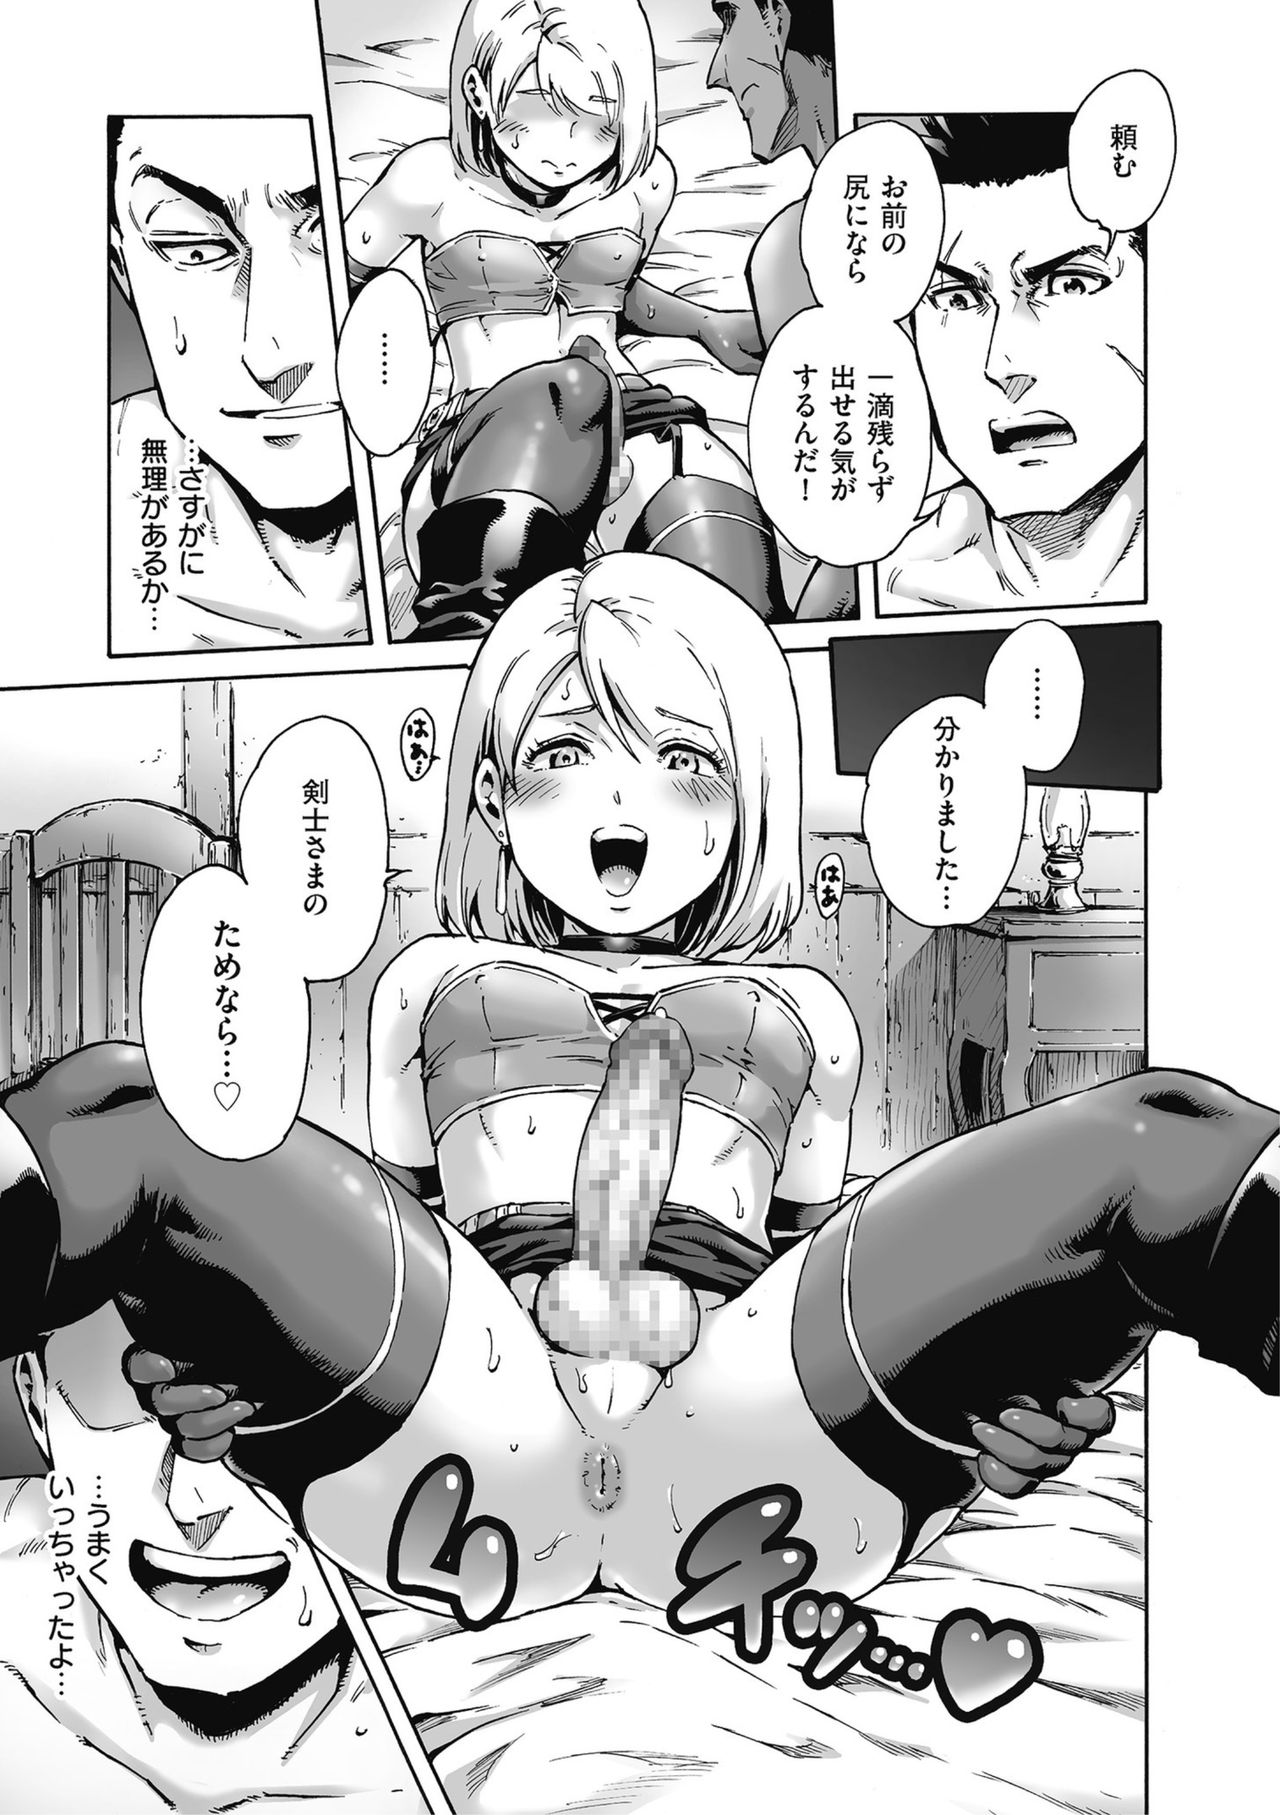 頼む
お前の
尻になら
一滴残らず
出せる気が
するんだ！
……
…さすがに
無理があるか…
……
分かりました…
はぁ
はぁ…
剣士さまの
ためなら…♡
ムチッ…♡
…うまく
いっちゃったよ…